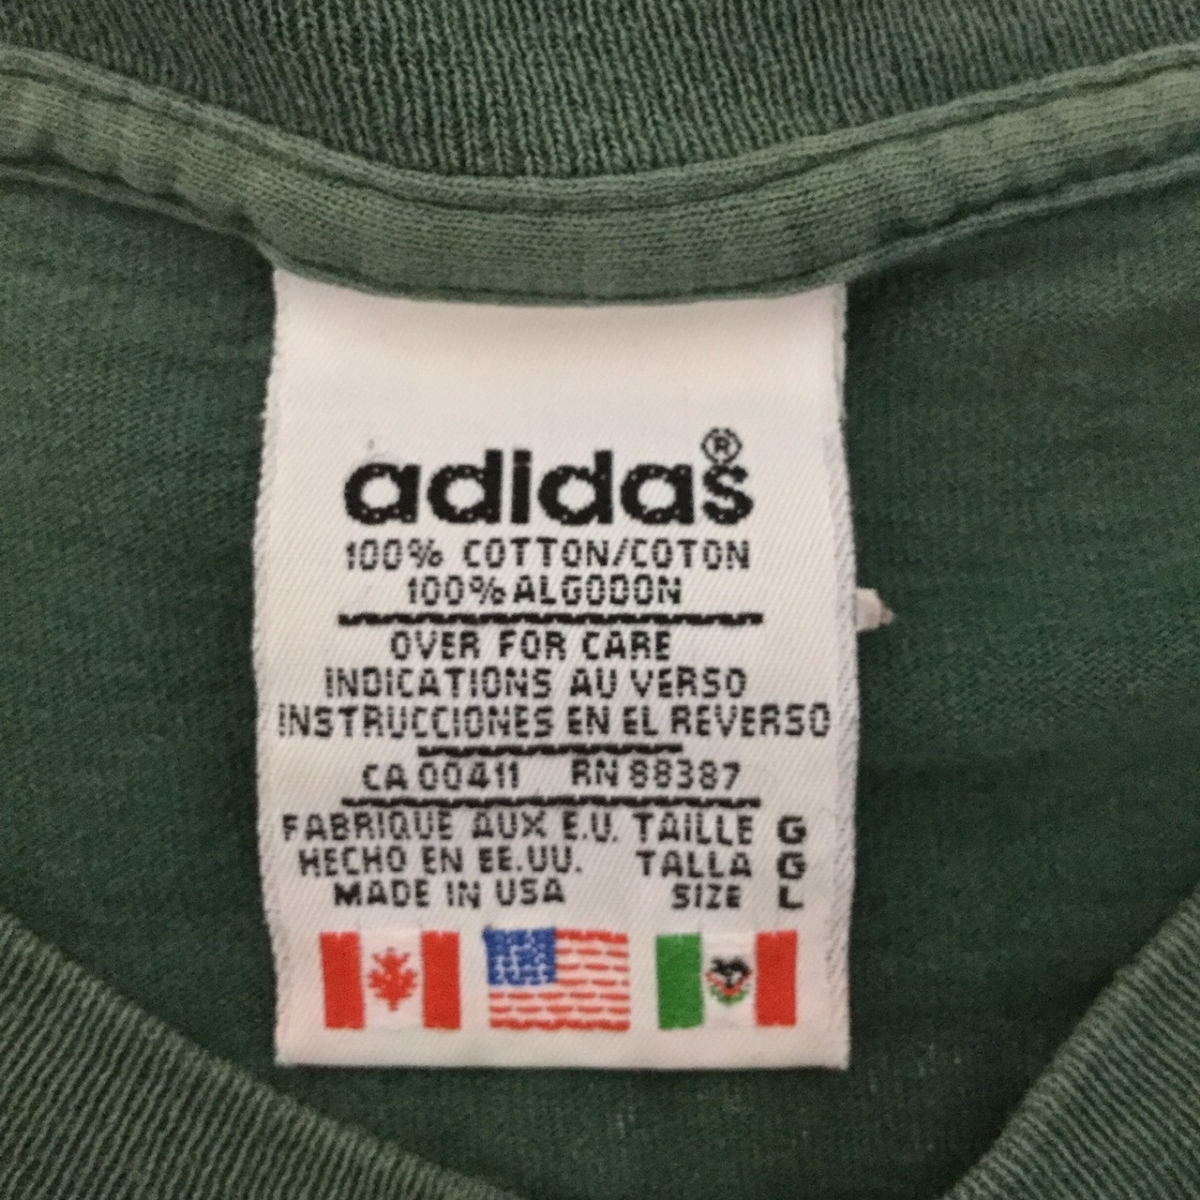 adidas®
100% COTTON/COTON
100% ALGODON
OVER FOR CARE
INDICATIONS AU VERSO
INSTRUCCIONES EN EL REVERSO
CA 00411 RN 88387
FABRIQUE AUX E.U. TAILLE G
HECHO EN EE.UU. TALLA G
MADE IN USA SIZE L